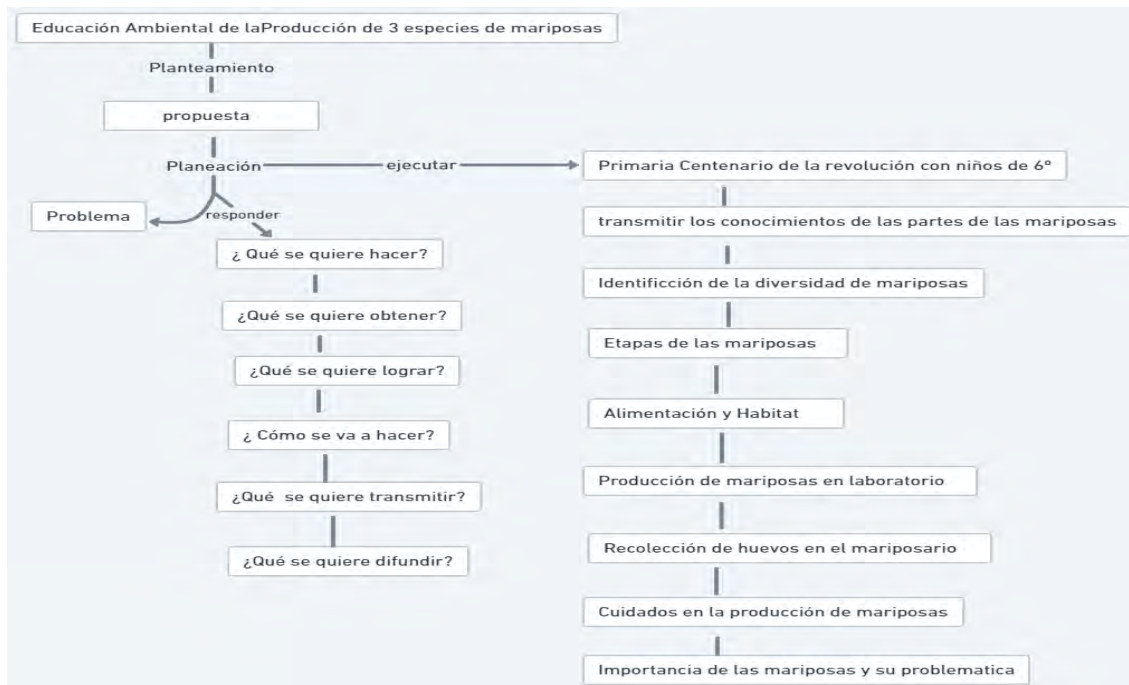 Educación Ambiental de laProducción de 3 especies de mariposas
Planteamiento
propuesta
Planeación
ejecutar
Problema
responder
¿ Qué se quiere hacer?
¿Qué se quiere obtener?
¿Qué se quiere lograr?
¿ Cómo se va a hacer?
¿Qué se quiere transmitir?
¿Qué se quiere difundir?
Primaria Centenario de la revolución con niños de 6º
transmitir los conocimientos de las partes de las mariposas
Identificción de la diversidad de mariposas
Etapas de las mariposas
Alimentación y Habitat
Producción de mariposas en laboratorio
Recolección de huevos en el mariposario
Cuidados en la producción de mariposas
Importancia de las mariposas y su problematica